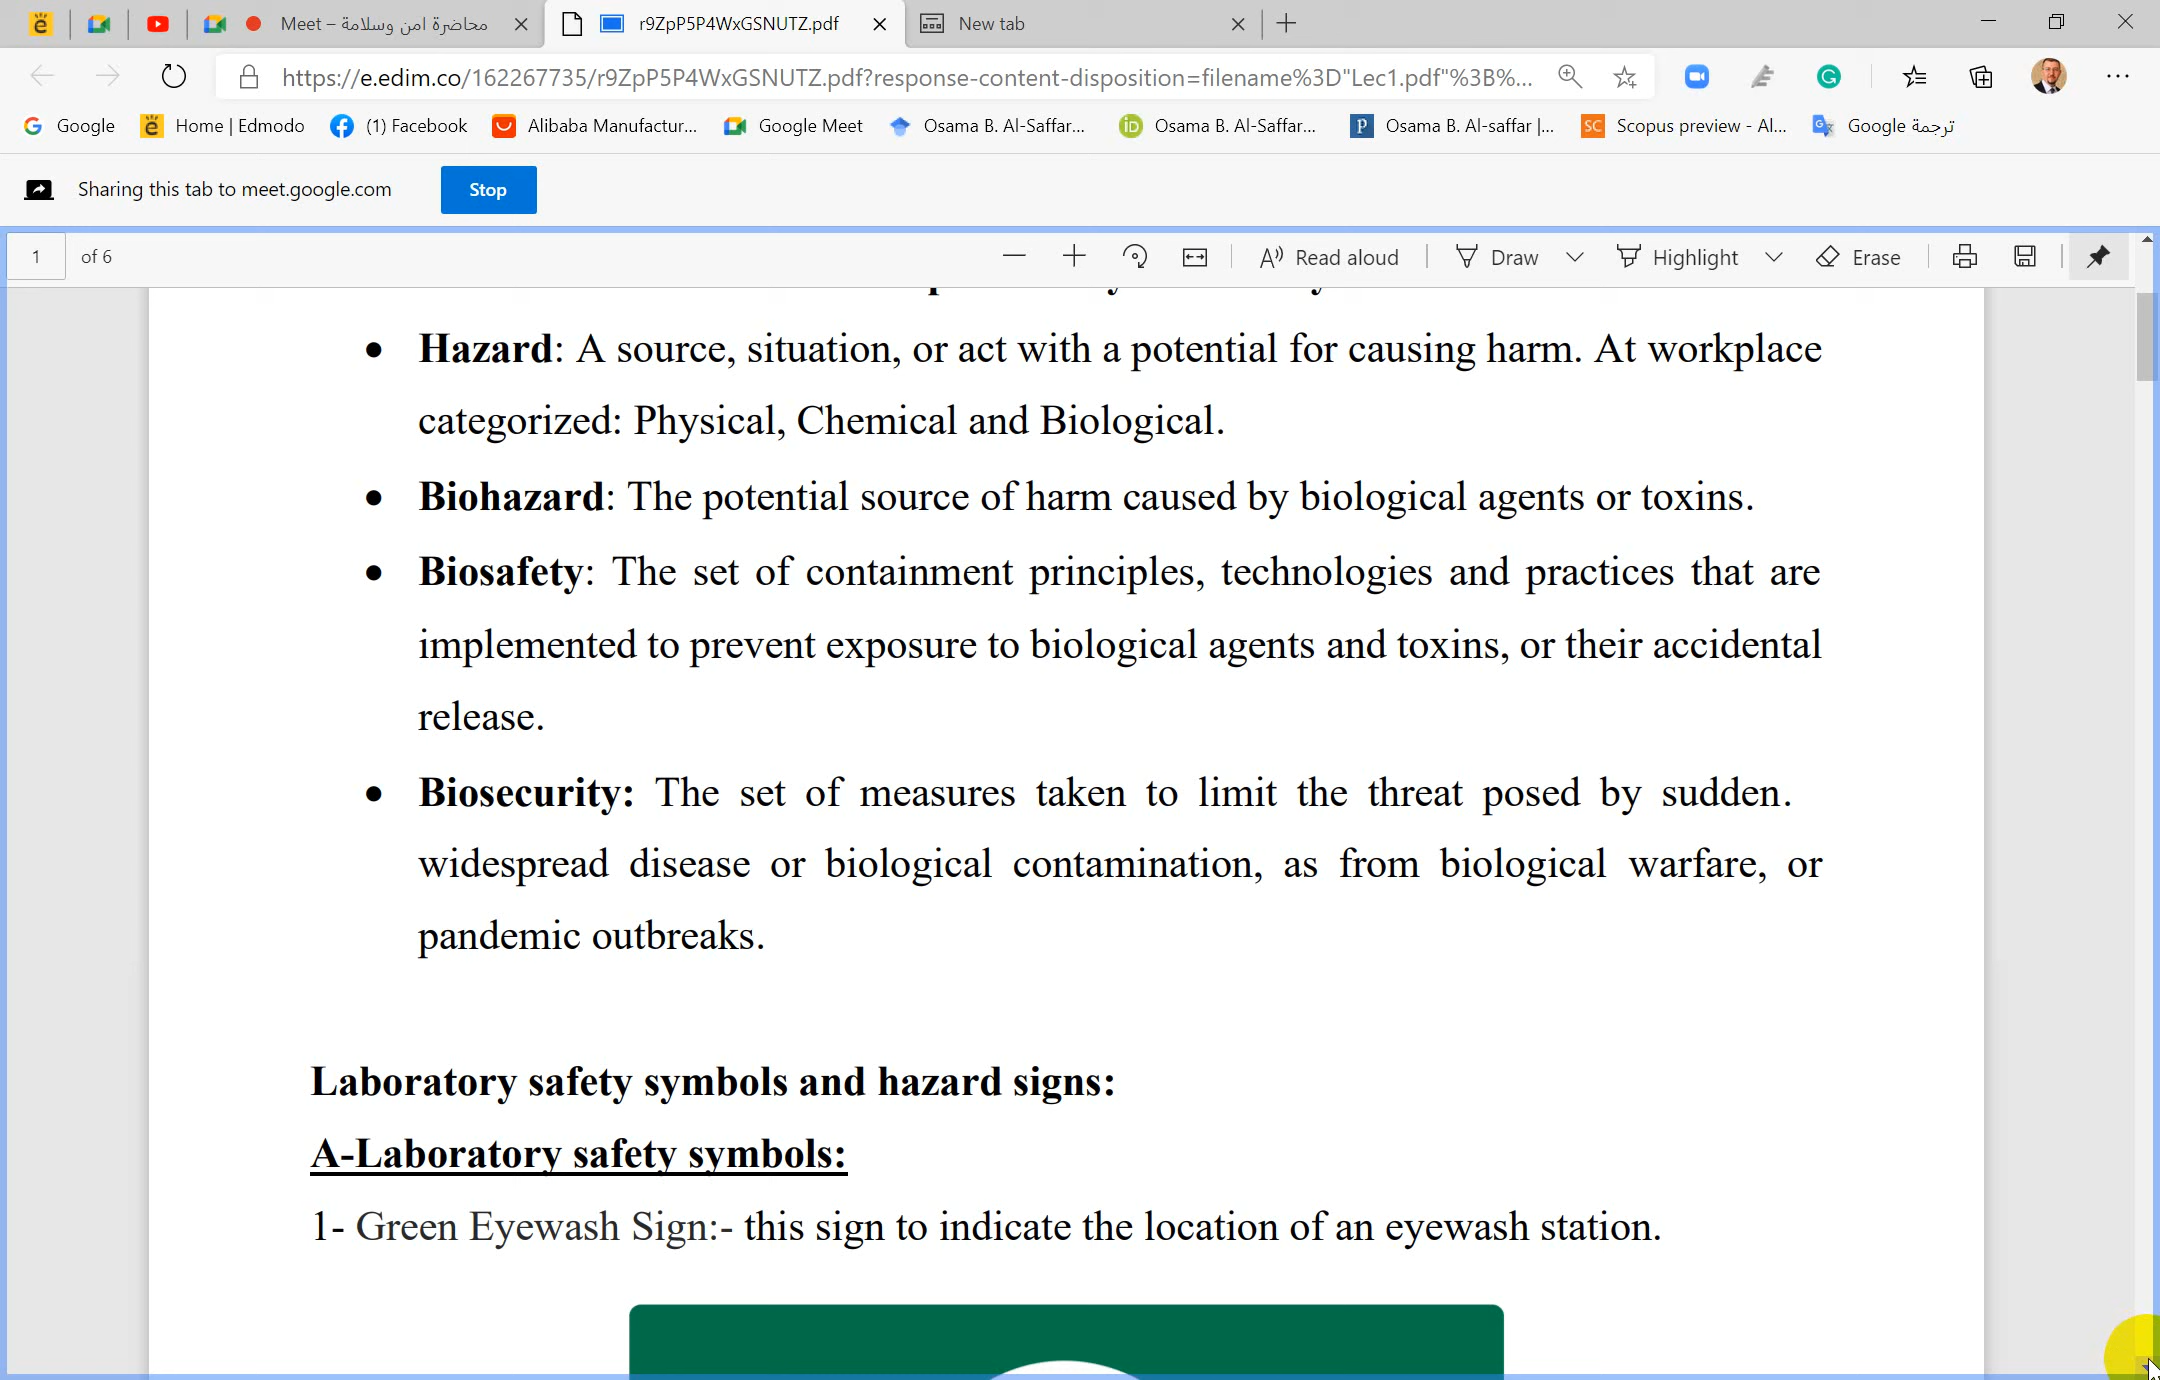 Meet – محاضرة امن وسلامة
r9ZpP5P4WxGSNUTZ.pdf
New tab
https://e.edim.co/162267735/r9ZpP5P4WxGSNUTZ.pdf?response-content-disposition=filename%3D"Lec1.pdf"%3B%...
Google
Home | Edmodo
(1) Facebook
Alibaba Manufactur...
Google Meet
Osama B. Al-Saffar...
Osama B. Al-Saffar...
Osama B. Al-saffar |...
Scopus preview - Al...
ترجمة Google
Sharing this tab to meet.google.com
Stop
1 of 6
Read aloud
Draw
Highlight
Erase
• Hazard: A source, situation, or act with a potential for causing harm. At workplace
categorized: Physical, Chemical and Biological.
• Biohazard: The potential source of harm caused by biological agents or toxins.
• Biosafety: The set of containment principles, technologies and practices that are
implemented to prevent exposure to biological agents and toxins, or their accidental
release.
• Biosecurity: The set of measures taken to limit the threat posed by sudden.
widespread disease or biological contamination, as from biological warfare, or
pandemic outbreaks.
Laboratory safety symbols and hazard signs:
A-Laboratory safety symbols:
1- Green Eyewash Sign:- this sign to indicate the location of an eyewash station.